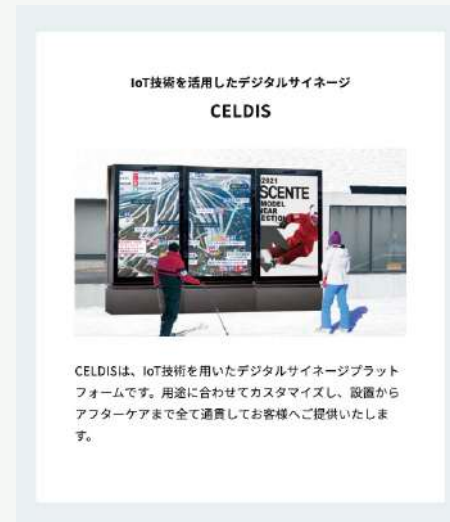 IoT技術を活用したデジタルサイネージ
CELDIS
2021
SCENTE
MODEL
EAR
ECTION
CELDISは、IoT技術を用いたデジタルサイネージプラット
フォームです。用途に合わせてカスタマイズし、設置から
アフターケアまで全て通貫してお客様へご提供いたしま
す。